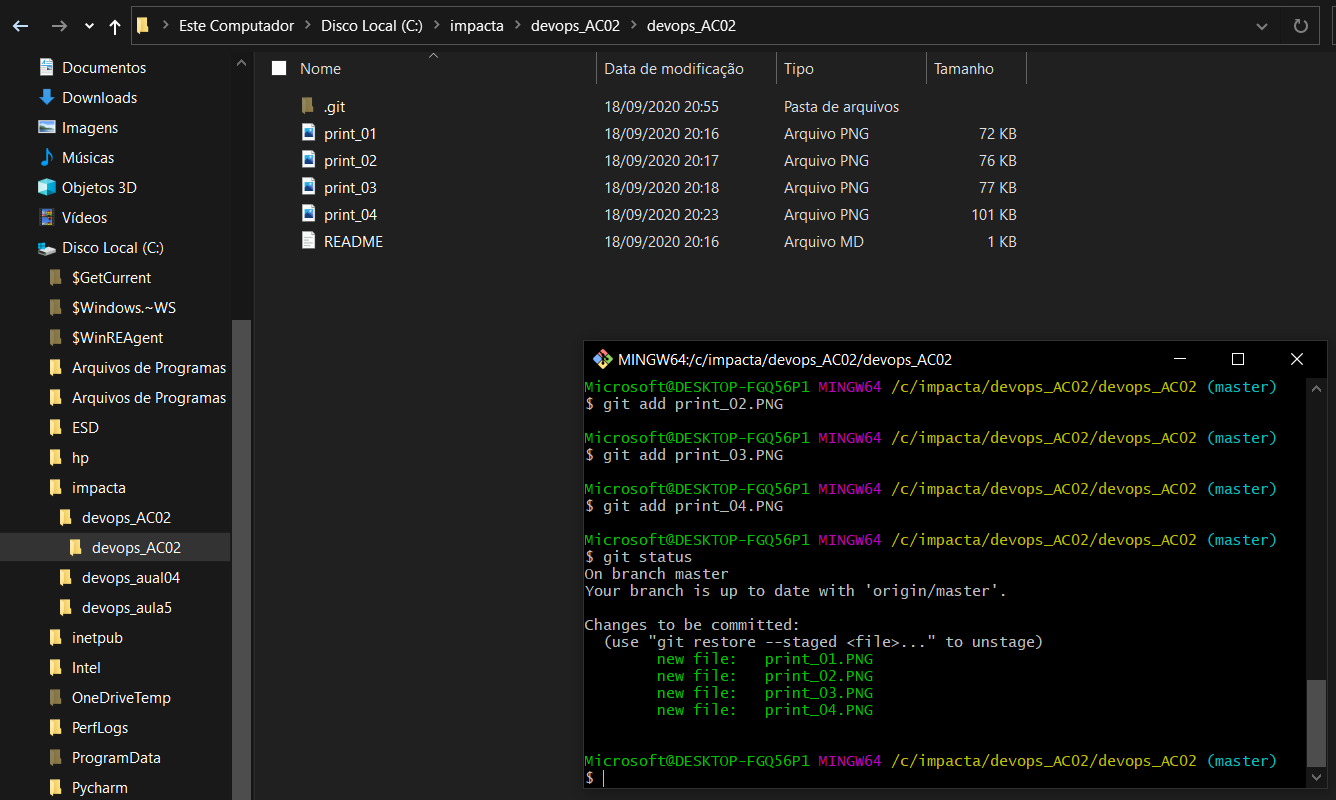 Este Computador Disco Local (C:) impacta devops_AC02 devops_AC02
Documentos
Downloads
Imagens
Músicas
Objetos 3D
Vídeos
Disco Local (C:)
$GetCurrent
$Windows.~WS
$WinREAgent
Arquivos de Programas
Arquivos de Programas
ESD
hp
impacta
devops_AC02
devops_AC02
devops_aual04
devops_aula5
inetpub
Intel
OneDriveTemp
PerfLogs
ProgramData
Pycharm
Nome Data de modificação Tipo Tamanho
.git 18/09/2020 20:55 Pasta de arquivos
print_01 18/09/2020 20:16 Arquivo PNG 72 KB
print_02 18/09/2020 20:17 Arquivo PNG 76 KB
print_03 18/09/2020 20:18 Arquivo PNG 77 KB
print_04 18/09/2020 20:23 Arquivo PNG 101 KB
README 18/09/2020 20:16 Arquivo MD 1 KB
MINGW64:/c/impacta/devops_AC02/devops_AC02
Microsoft@DESKTOP-FGQ56P1 MINGW64 /c/impacta/devops_AC02/devops_AC02 (master)
$ git add print_02.PNG
Microsoft@DESKTOP-FGQ56P1 MINGW64 /c/impacta/devops_AC02/devops_AC02 (master)
$ git add print_03.PNG
Microsoft@DESKTOP-FGQ56P1 MINGW64 /c/impacta/devops_AC02/devops_AC02 (master)
$ git add print_04.PNG
Microsoft@DESKTOP-FGQ56P1 MINGW64 /c/impacta/devops_AC02/devops_AC02 (master)
$ git status
On branch master
Your branch is up to date with 'origin/master'.
Changes to be committed:
(use "git restore --staged <file>..." to unstage)
new file: print_01.PNG
new file: print_02.PNG
new file: print_03.PNG
new file: print_04.PNG
Microsoft@DESKTOP-FGQ56P1 MINGW64 /c/impacta/devops_AC02/devops_AC02 (master)
$